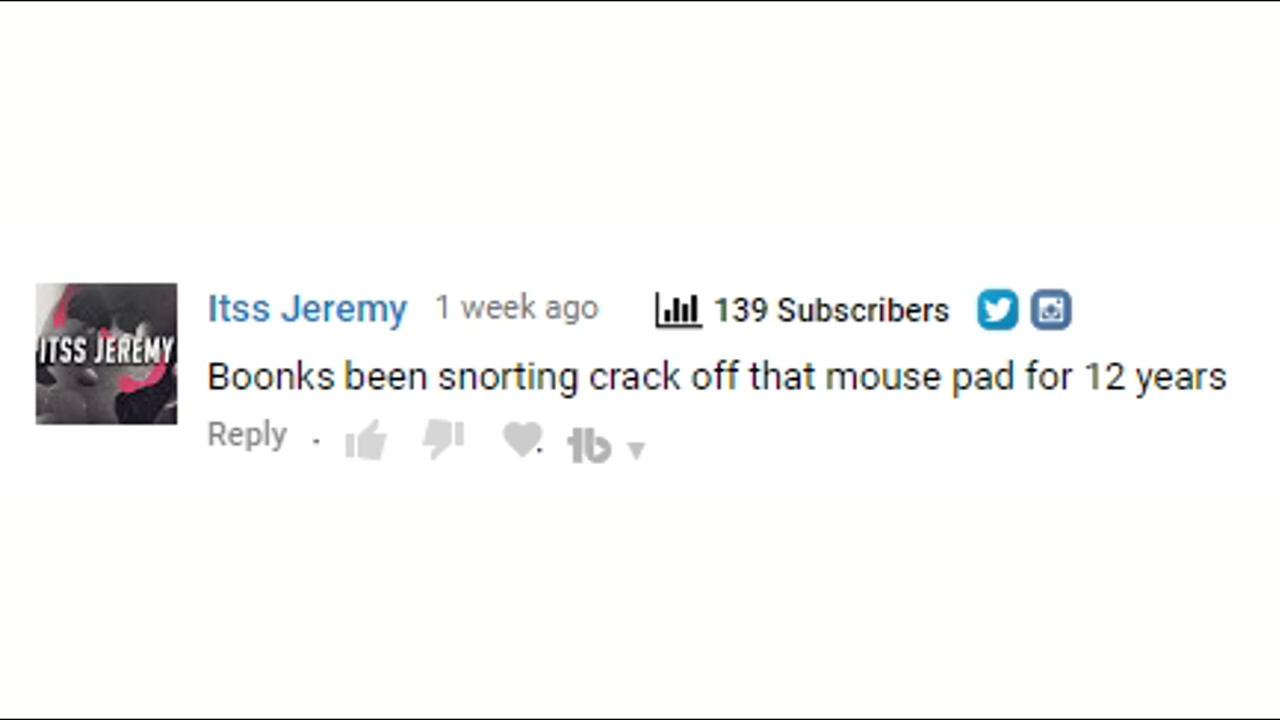 ITSS JEREMY
Itss Jeremy 1 week ago 139 Subscribers
Boonks been snorting crack off that mouse pad for 12 years
Reply .
tb